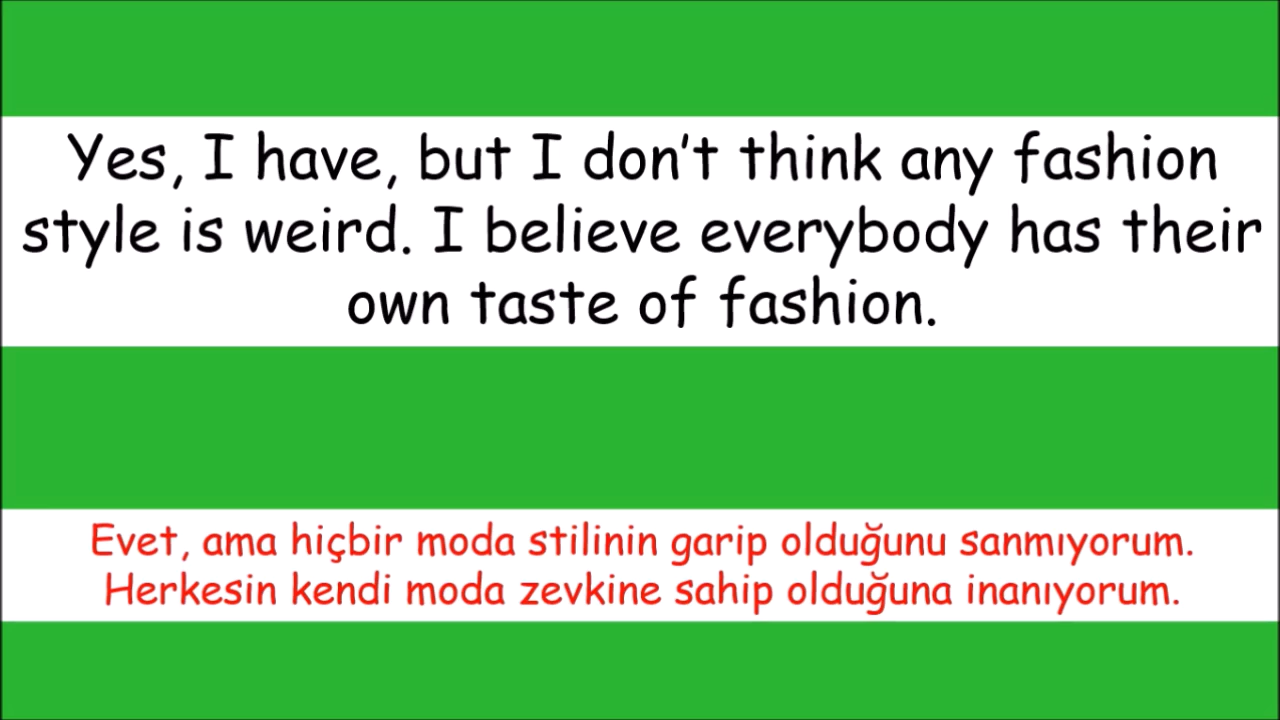 Yes, I have, but I don't think any fashion
style is weird. I believe everybody has their
own taste of fashion.
Evet, ama hiçbir moda stilinin garip olduğunu sanmıyorum.
Herkesin kendi moda zevkine sahip olduğuna inanıyorum.